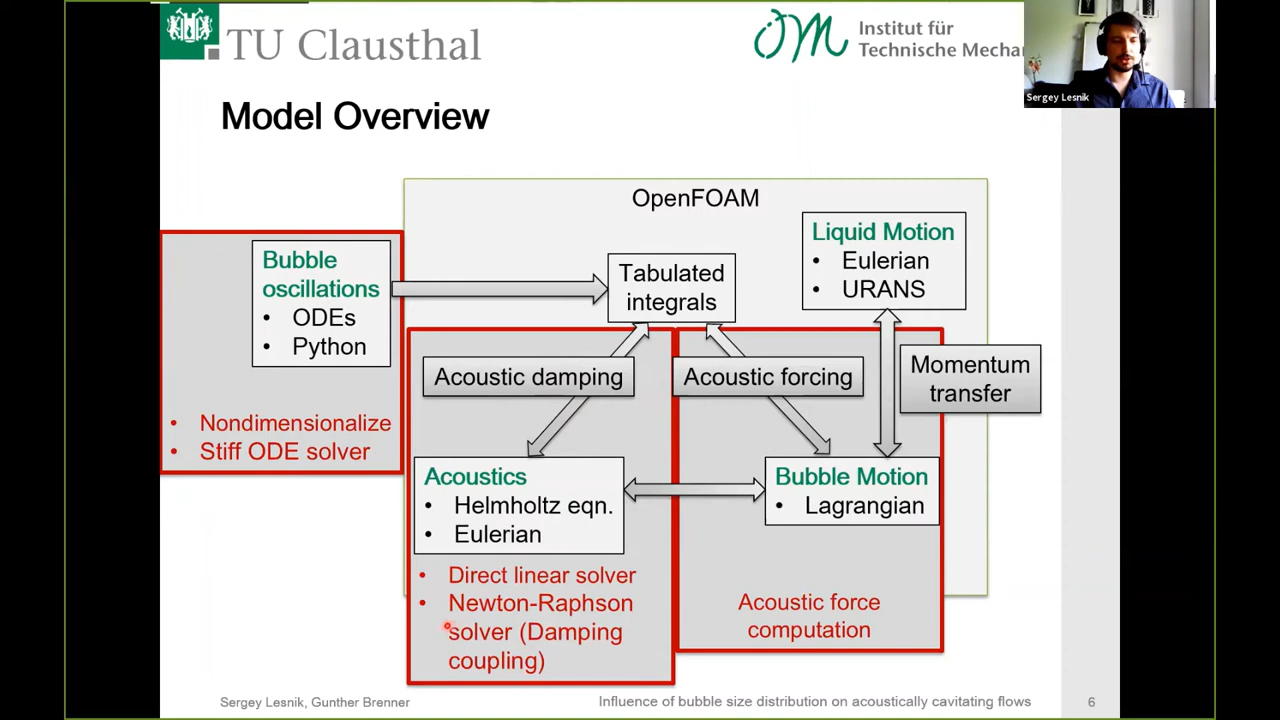 TU Clausthal
Institut für
Technische Mecha
Sergey Lesnik
Model Overview
OpenFOAM
Bubble
oscillations
• ODEs
• Python
Tabulated
integrals
Liquid Motion
• Eulerian
• URANS
Acoustic damping
Acoustic forcing
Momentum
transfer
• Nondimensionalize
• Stiff ODE solver
Acoustics
• Helmholtz eqn.
• Eulerian
Bubble Motion
• Lagrangian
• Direct linear solver
• Newton-Raphson
solver (Damping
coupling)
Acoustic force
computation
Sergey Lesnik, Gunther Brenner
Influence of bubble size distribution on acoustically cavitating flows
6